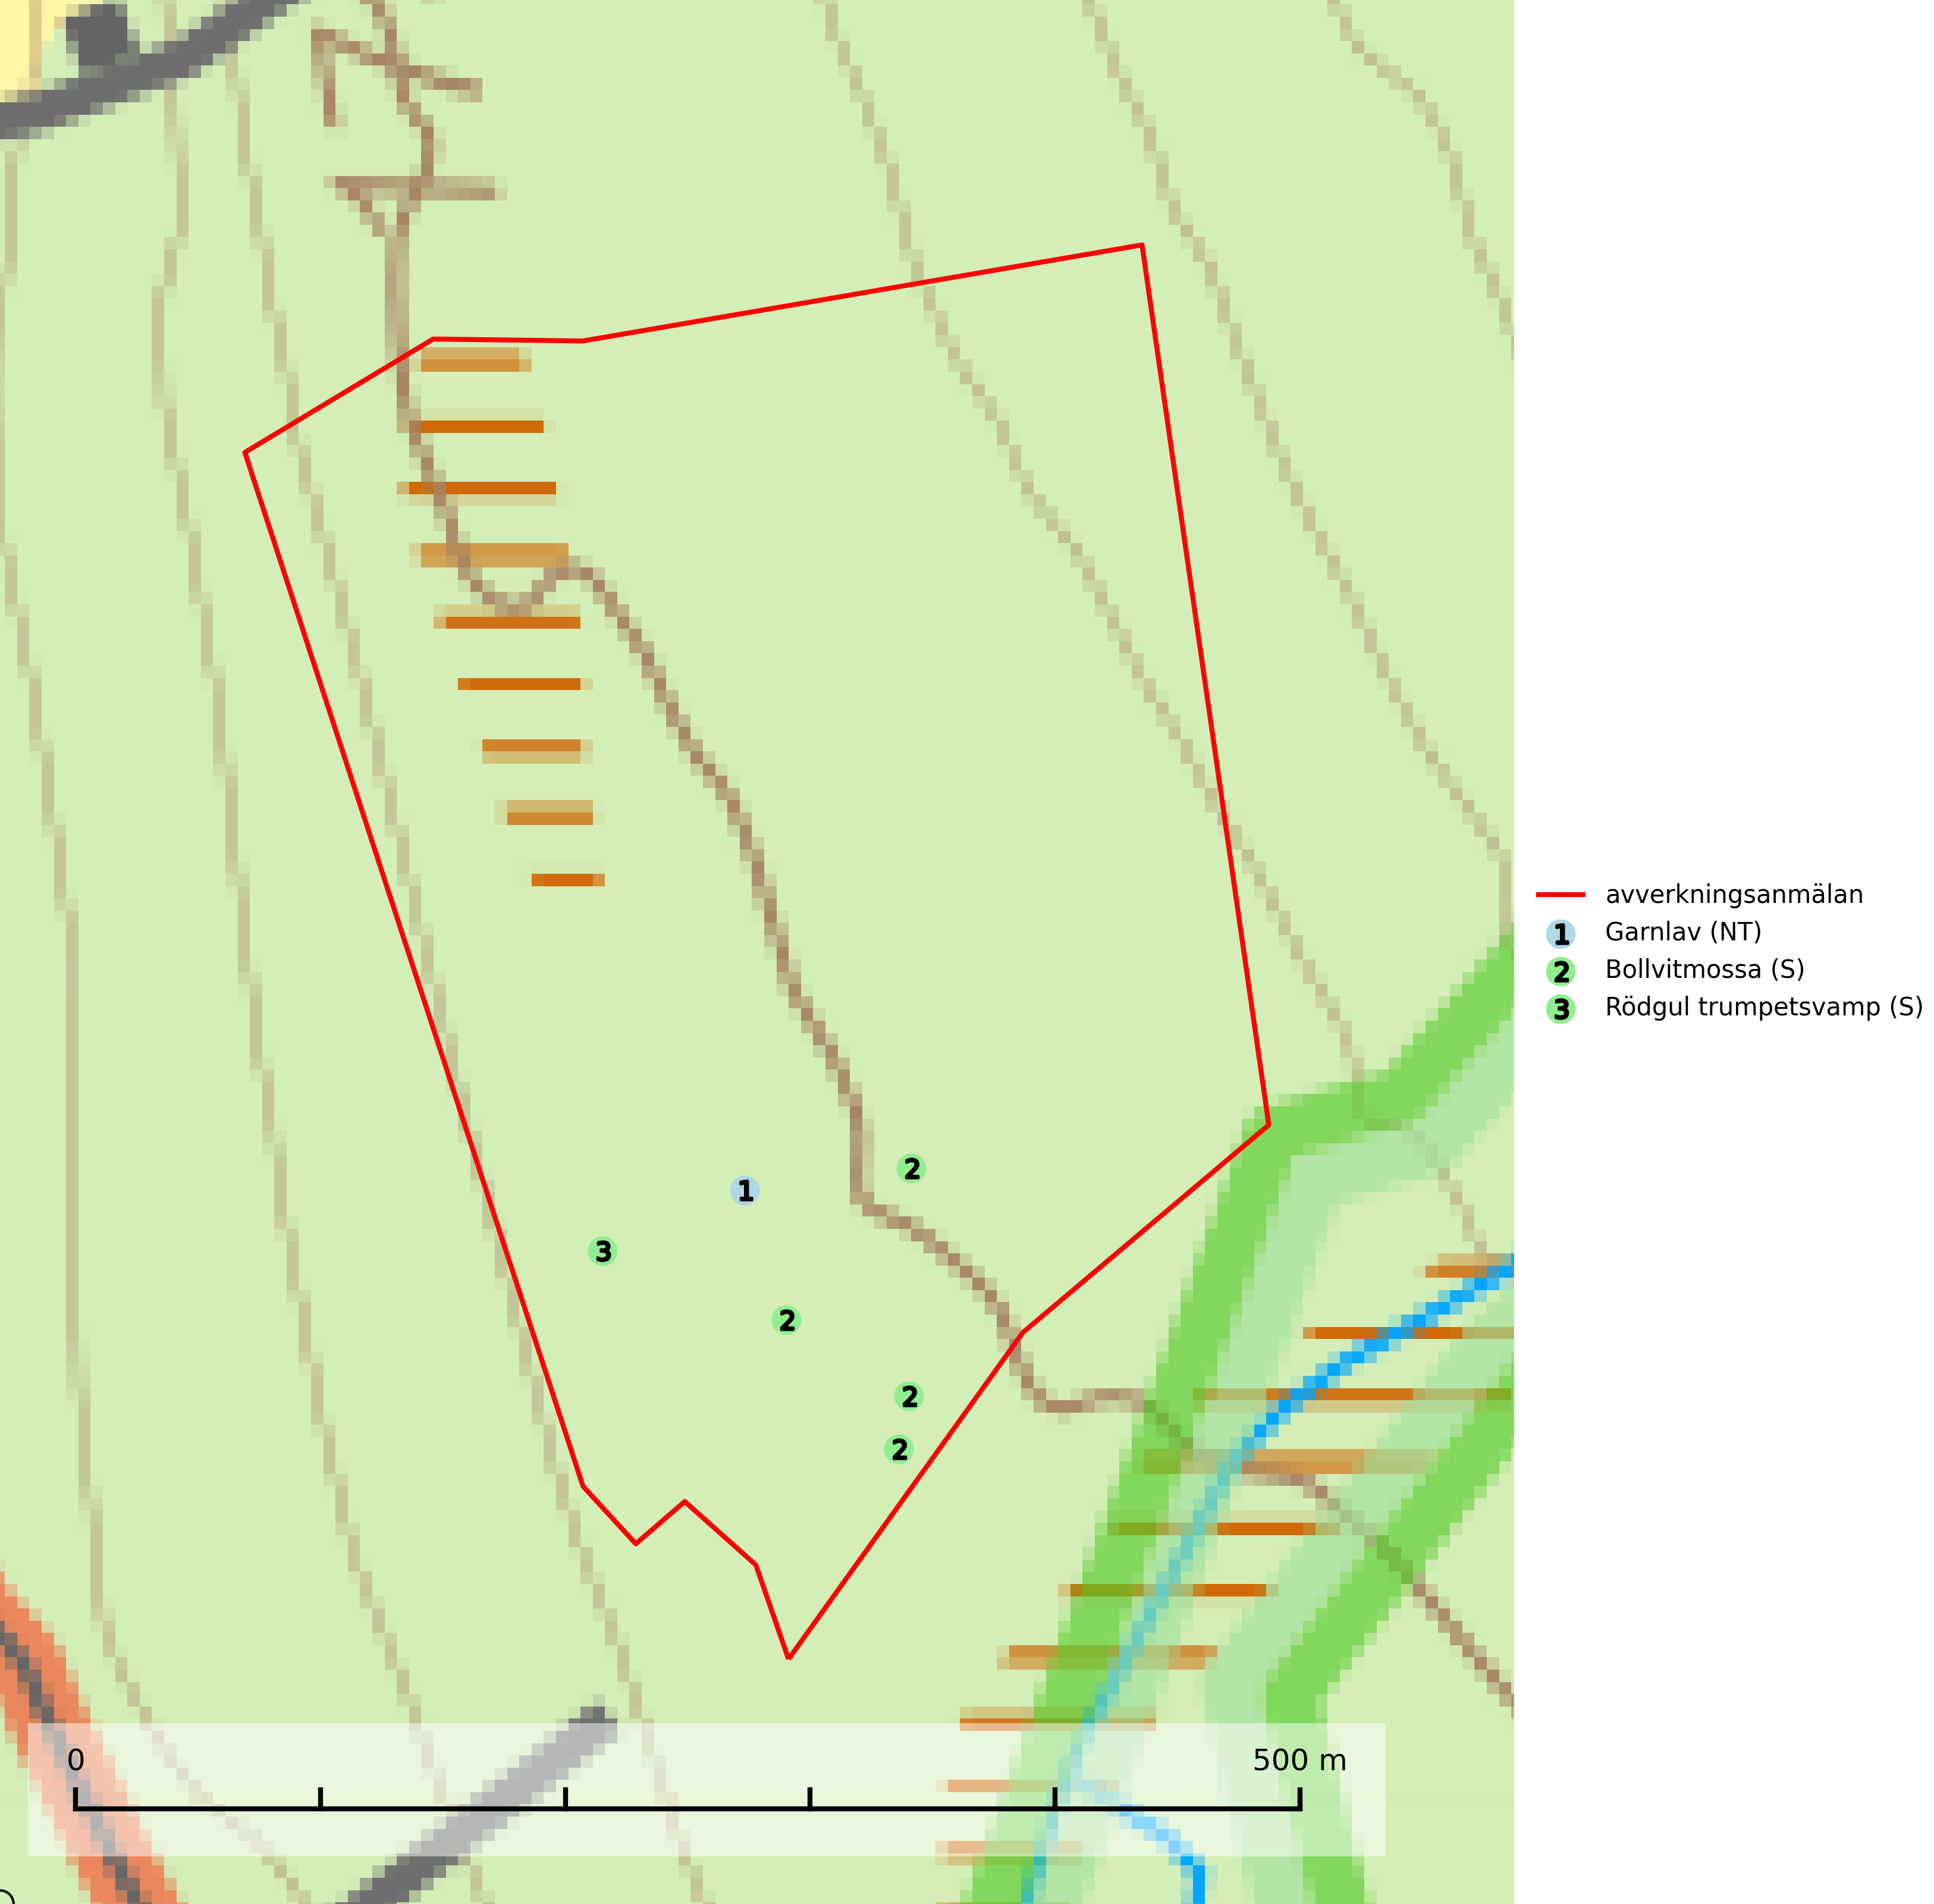 2
1
3
2
2
2
0 500 m
avverkningsanmälan
1 Garnlav (NT)
2 Bollvitmossa (S)
3 Rödgul trumpetsvamp (S)